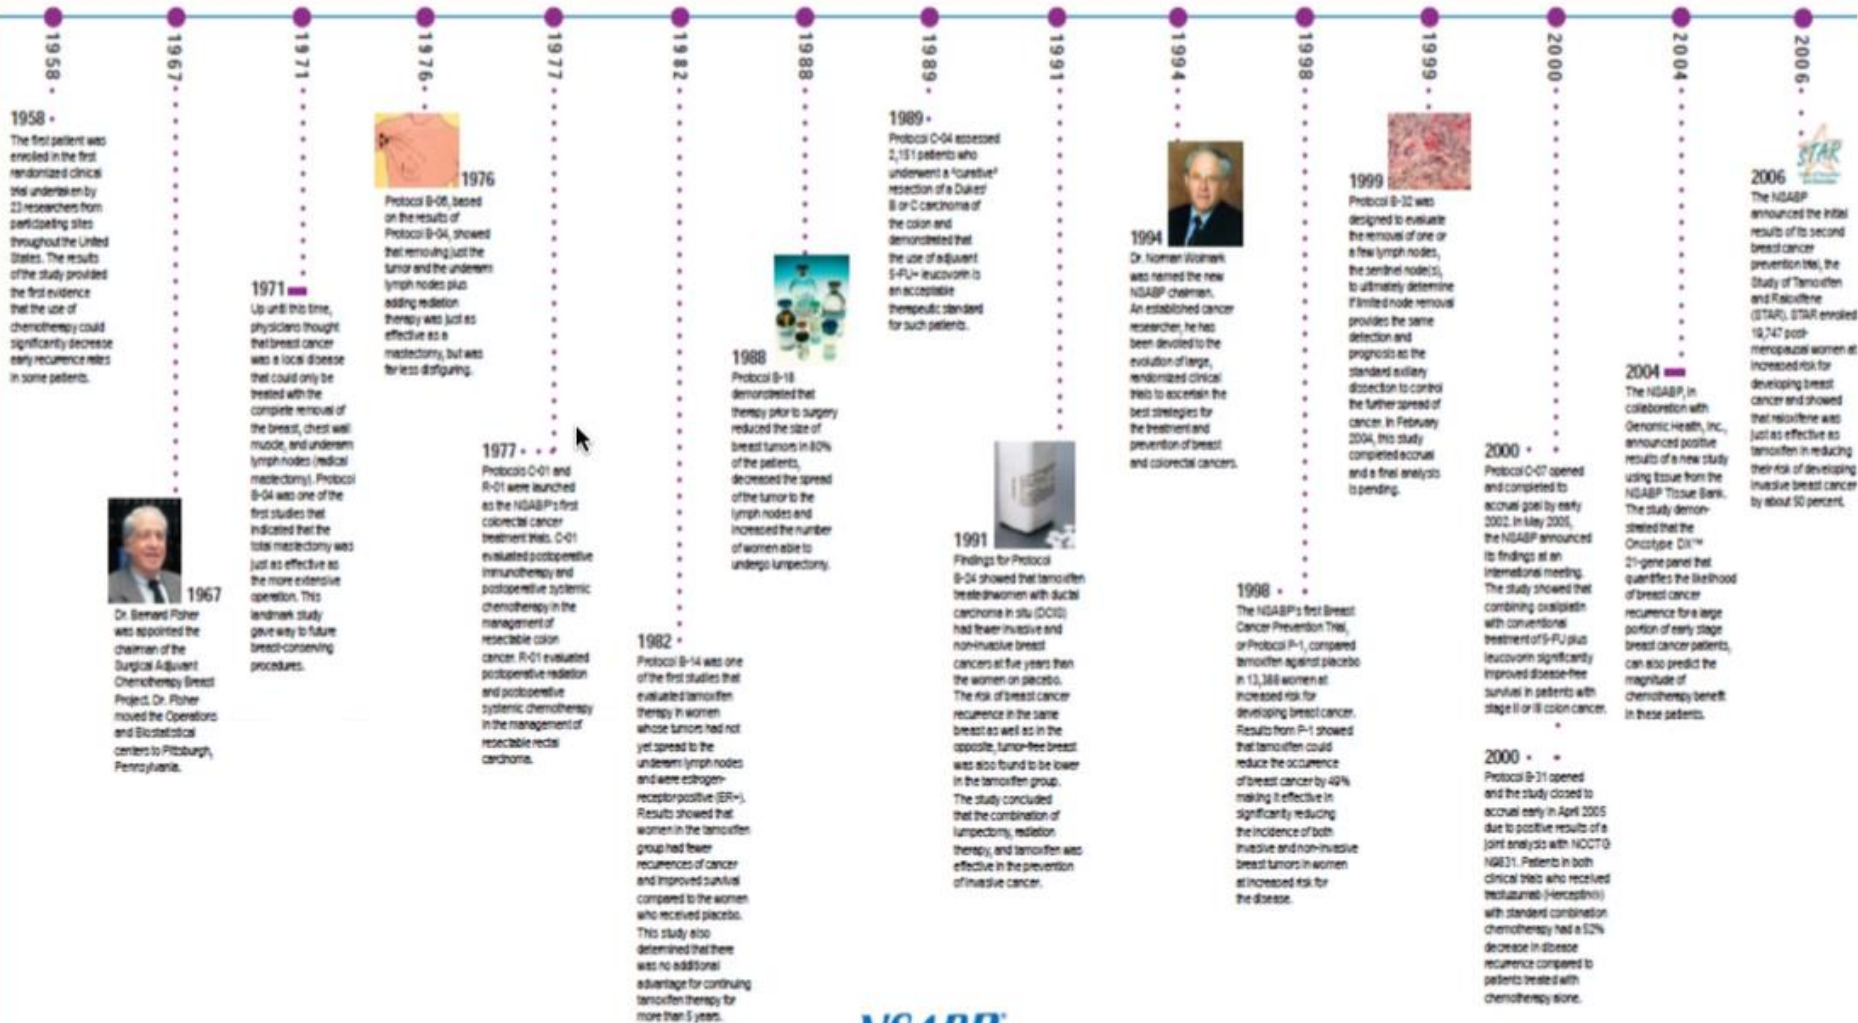 1958
1967
1971
1976
1977
1982
1988
1989
1991
1994
1998
1999
2000
2004
2006
1958
The first patient was
enrolled in the first
randomized clinical
trial undertaken by
23 researchers from
participating sites
throughout the United
States. The results
of the study provided
the first evidence
that the use of
chemotherapy could
significantly decrease
early recurrence rates
in some patients.
1967
Dr. Bernard Fisher
was appointed the
chairman of the
Surgical Adjuvant
Chemotherapy Breast
Project. Dr. Fisher
moved the Operations
and Biostatistical
centers to Pittsburgh,
Pennsylvania.
1971
Up until this time,
physicians thought
that breast cancer
was a local disease
that could only be
treated with the
complete removal of
the breast, chest wall
muscle, and underarm
lymph nodes (radical
mastectomy). Protocol
B-04 was one of the
first studies that
indicated that the
total mastectomy was
just as effective as
the more extensive
operation. This
landmark study
gave way to future
breast-conserving
procedures.
1976
Protocol B-06, based
on the results of
Protocol B-04, showed
that removing just the
tumor and the underarm
lymph nodes plus
adding radiation
therapy was just as
effective as a
mastectomy, but was
far less disfiguring.
1977
Protocols C-01 and
R-01 were launched
as the NSABP's first
colorectal cancer
treatment trials. C-01
evaluated postoperative
immunotherapy and
postoperative systemic
chemotherapy in the
management of
resectable colon
cancer. R-01 evaluated
postoperative radiation
and postoperative
systemic chemotherapy
in the management of
resectable rectal
carcinoma.
1982
Protocol B-14 was one
of the first studies that
evaluated tamoxifen
therapy in women
whose tumors had not
yet spread to the
underarm lymph nodes
and were estrogen-
receptor positive (ER+).
Results showed that
women in the tamoxifen
group had fewer
recurrences of cancer
and improved survival
compared to the women
who received placebo.
This study also
determined that there
was no additional
advantage for continuing
tamoxifen therapy for
more than 5 years.
1988
Protocol B-18
demonstrated that
therapy prior to surgery
reduced the size of
breast tumors in 80%
of the patients,
decreased the spread
of the tumor to the
lymph nodes and
increased the number
of women able to
undergo lumpectomy.
1989
Protocol C-04 assessed
2,151 patients who
underwent a "curative"
resection of a Dukes'
B or C carcinoma of
the colon and
demonstrated that
the use of adjuvant
5-FU+ leucovorin is
an acceptable
therapeutic standard
for such patients.
1991
Findings for Protocol
B-24 showed that tamoxifen
treated women with ductal
carcinoma in situ (DCIS)
had fewer invasive and
non-invasive breast
cancers at five years than
the women on placebo.
The risk of breast cancer
recurrence in the same
breast as well as in the
opposite, tumor-free breast
was also found to be lower
in the tamoxifen group.
The study concluded
that the combination of
lumpectomy, radiation
therapy, and tamoxifen was
effective in the prevention
of invasive cancer.
1994
Dr. Norman Wolmark
was named the new
NSABP chairman.
An established cancer
researcher, he has
been devoted to the
evolution of large,
randomized clinical
trials to ascertain the
best strategies for
the treatment and
prevention of breast
and colorectal cancers.
1998
The NSABP's first Breast
Cancer Prevention Trial,
or Protocol P-1, compared
tamoxifen against placebo
in 13,388 women at
increased risk for
developing breast cancer.
Results from P-1 showed
that tamoxifen could
reduce the occurrence
of breast cancer by 49%
making it effective in
significantly reducing
the incidence of both
invasive and non-invasive
breast tumors in women
at increased risk for
the disease.
1999
Protocol B-32 was
designed to evaluate
the removal of one or
a few lymph nodes,
the sentinel node(s),
to ultimately determine
if limited node removal
provides the same
detection and
prognosis as the
standard axillary
dissection to control
the further spread of
cancer. In February
2004, this study
completed accrual
and a final analysis
is pending.
2000
Protocol C-07 opened
and completed its
accrual goal by early
2002. In May 2005,
the NSABP announced
its findings at an
international meeting.
The study showed that
combining oxaliplatin
with conventional
treatment of 5-FU plus
leucovorin significantly
improved disease-free
survival in patients with
stage II or III colon cancer.
2000
Protocol B-31 opened
and the study closed to
accrual early in April 2005
due to positive results of a
joint analysis with NCCTG
N9831. Patients in both
clinical trials who received
trastuzumab (Herceptin®)
with standard combination
chemotherapy had a 52%
decrease in disease
recurrence compared to
patients treated with
chemotherapy alone.
2004
The NSABP, in
collaboration with
Genomic Health, Inc.,
announced positive
results of a new study
using tissue from the
NSABP Tissue Bank.
The study demon-
strated that the
Oncotype DX™
21-gene panel that
quantifies the likelihood
of breast cancer
recurrence for a large
portion of early stage
breast cancer patients,
can also predict the
magnitude of
chemotherapy benefit
in these patients.
STAR
2006
The NSABP
announced the initial
results of its second
breast cancer
prevention trial, the
Study of Tamoxifen
and Raloxifene
(STAR). STAR enrolled
19,747 post-
menopausal women at
increased risk for
developing breast
cancer and showed
that raloxifene was
just as effective as
tamoxifen in reducing
their risk of developing
invasive breast cancer
by about 50 percent.
NSABP